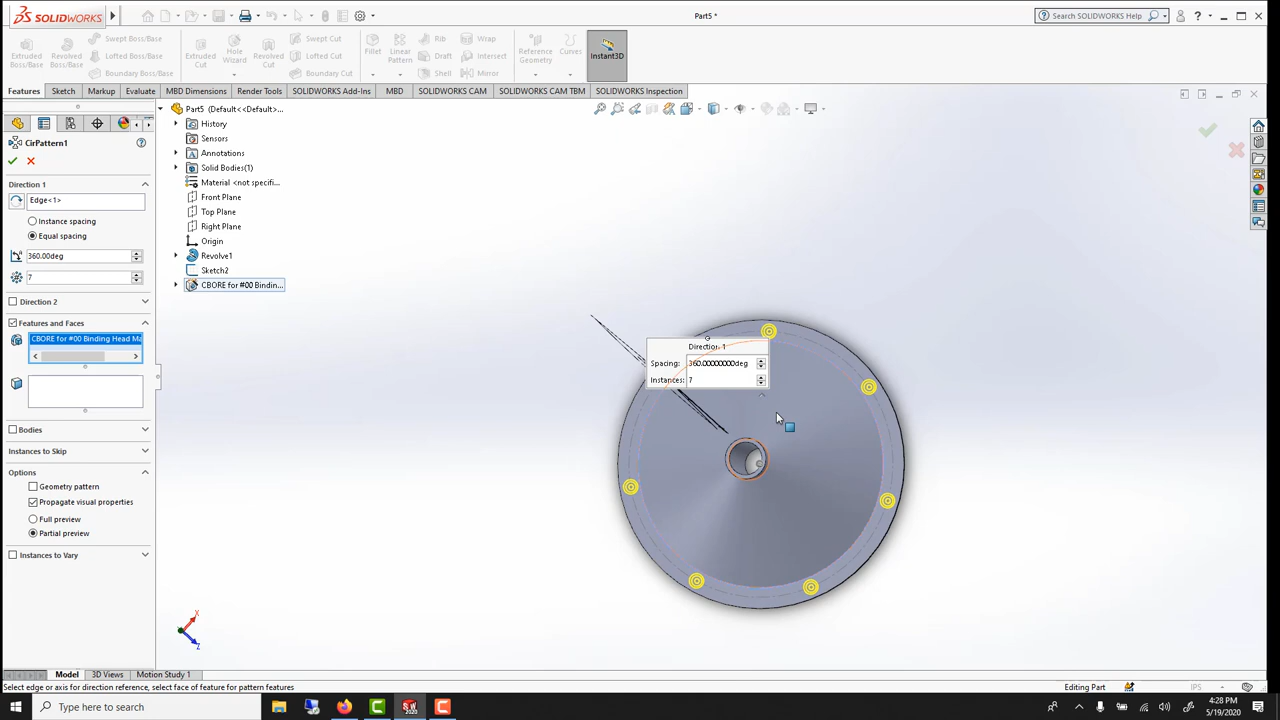 SOLIDWORKS
Part5 *
Search SOLIDWORKS Help
Extruded Boss/Base
Revolved Boss/Base
Swept Boss/Base
Lofted Boss/Base
Boundary Boss/Base
Extruded Cut
Hole Wizard
Revolved Cut
Swept Cut
Lofted Cut
Boundary Cut
Fillet
Linear Pattern
Rib
Draft
Shell
Wrap
Intersect
Mirror
Reference Geometry
Curves
Instant3D
Features
Sketch
Markup
Evaluate
MBD Dimensions
Render Tools
SOLIDWORKS Add-Ins
MBD
SOLIDWORKS CAM
SOLIDWORKS CAM TBM
SOLIDWORKS Inspection
CirPattern1
Direction 1
Edge<1>
Instance spacing
Equal spacing
360.00deg
7
Direction 2
Features and Faces
CBORE for #00 Binding Head Ma
Bodies
Instances to Skip
Options
Geometry pattern
Propagate visual properties
Full preview
Partial preview
Instances to Vary
Part5 (Default<<Default>...
History
Sensors
Annotations
Solid Bodies(1)
Material <not specifi...
Front Plane
Top Plane
Right Plane
Origin
Revolve1
Sketch2
CBORE for #00 Bindin...
Direction 1
Spacing: 360.00000000deg
Instances: 7
X
Z
Model
3D Views
Motion Study 1
Select edge or axis for direction reference, select face of feature for pattern features
Editing Part
IPS
Type here to search
SW
2020
4:28 PM
5/19/2020